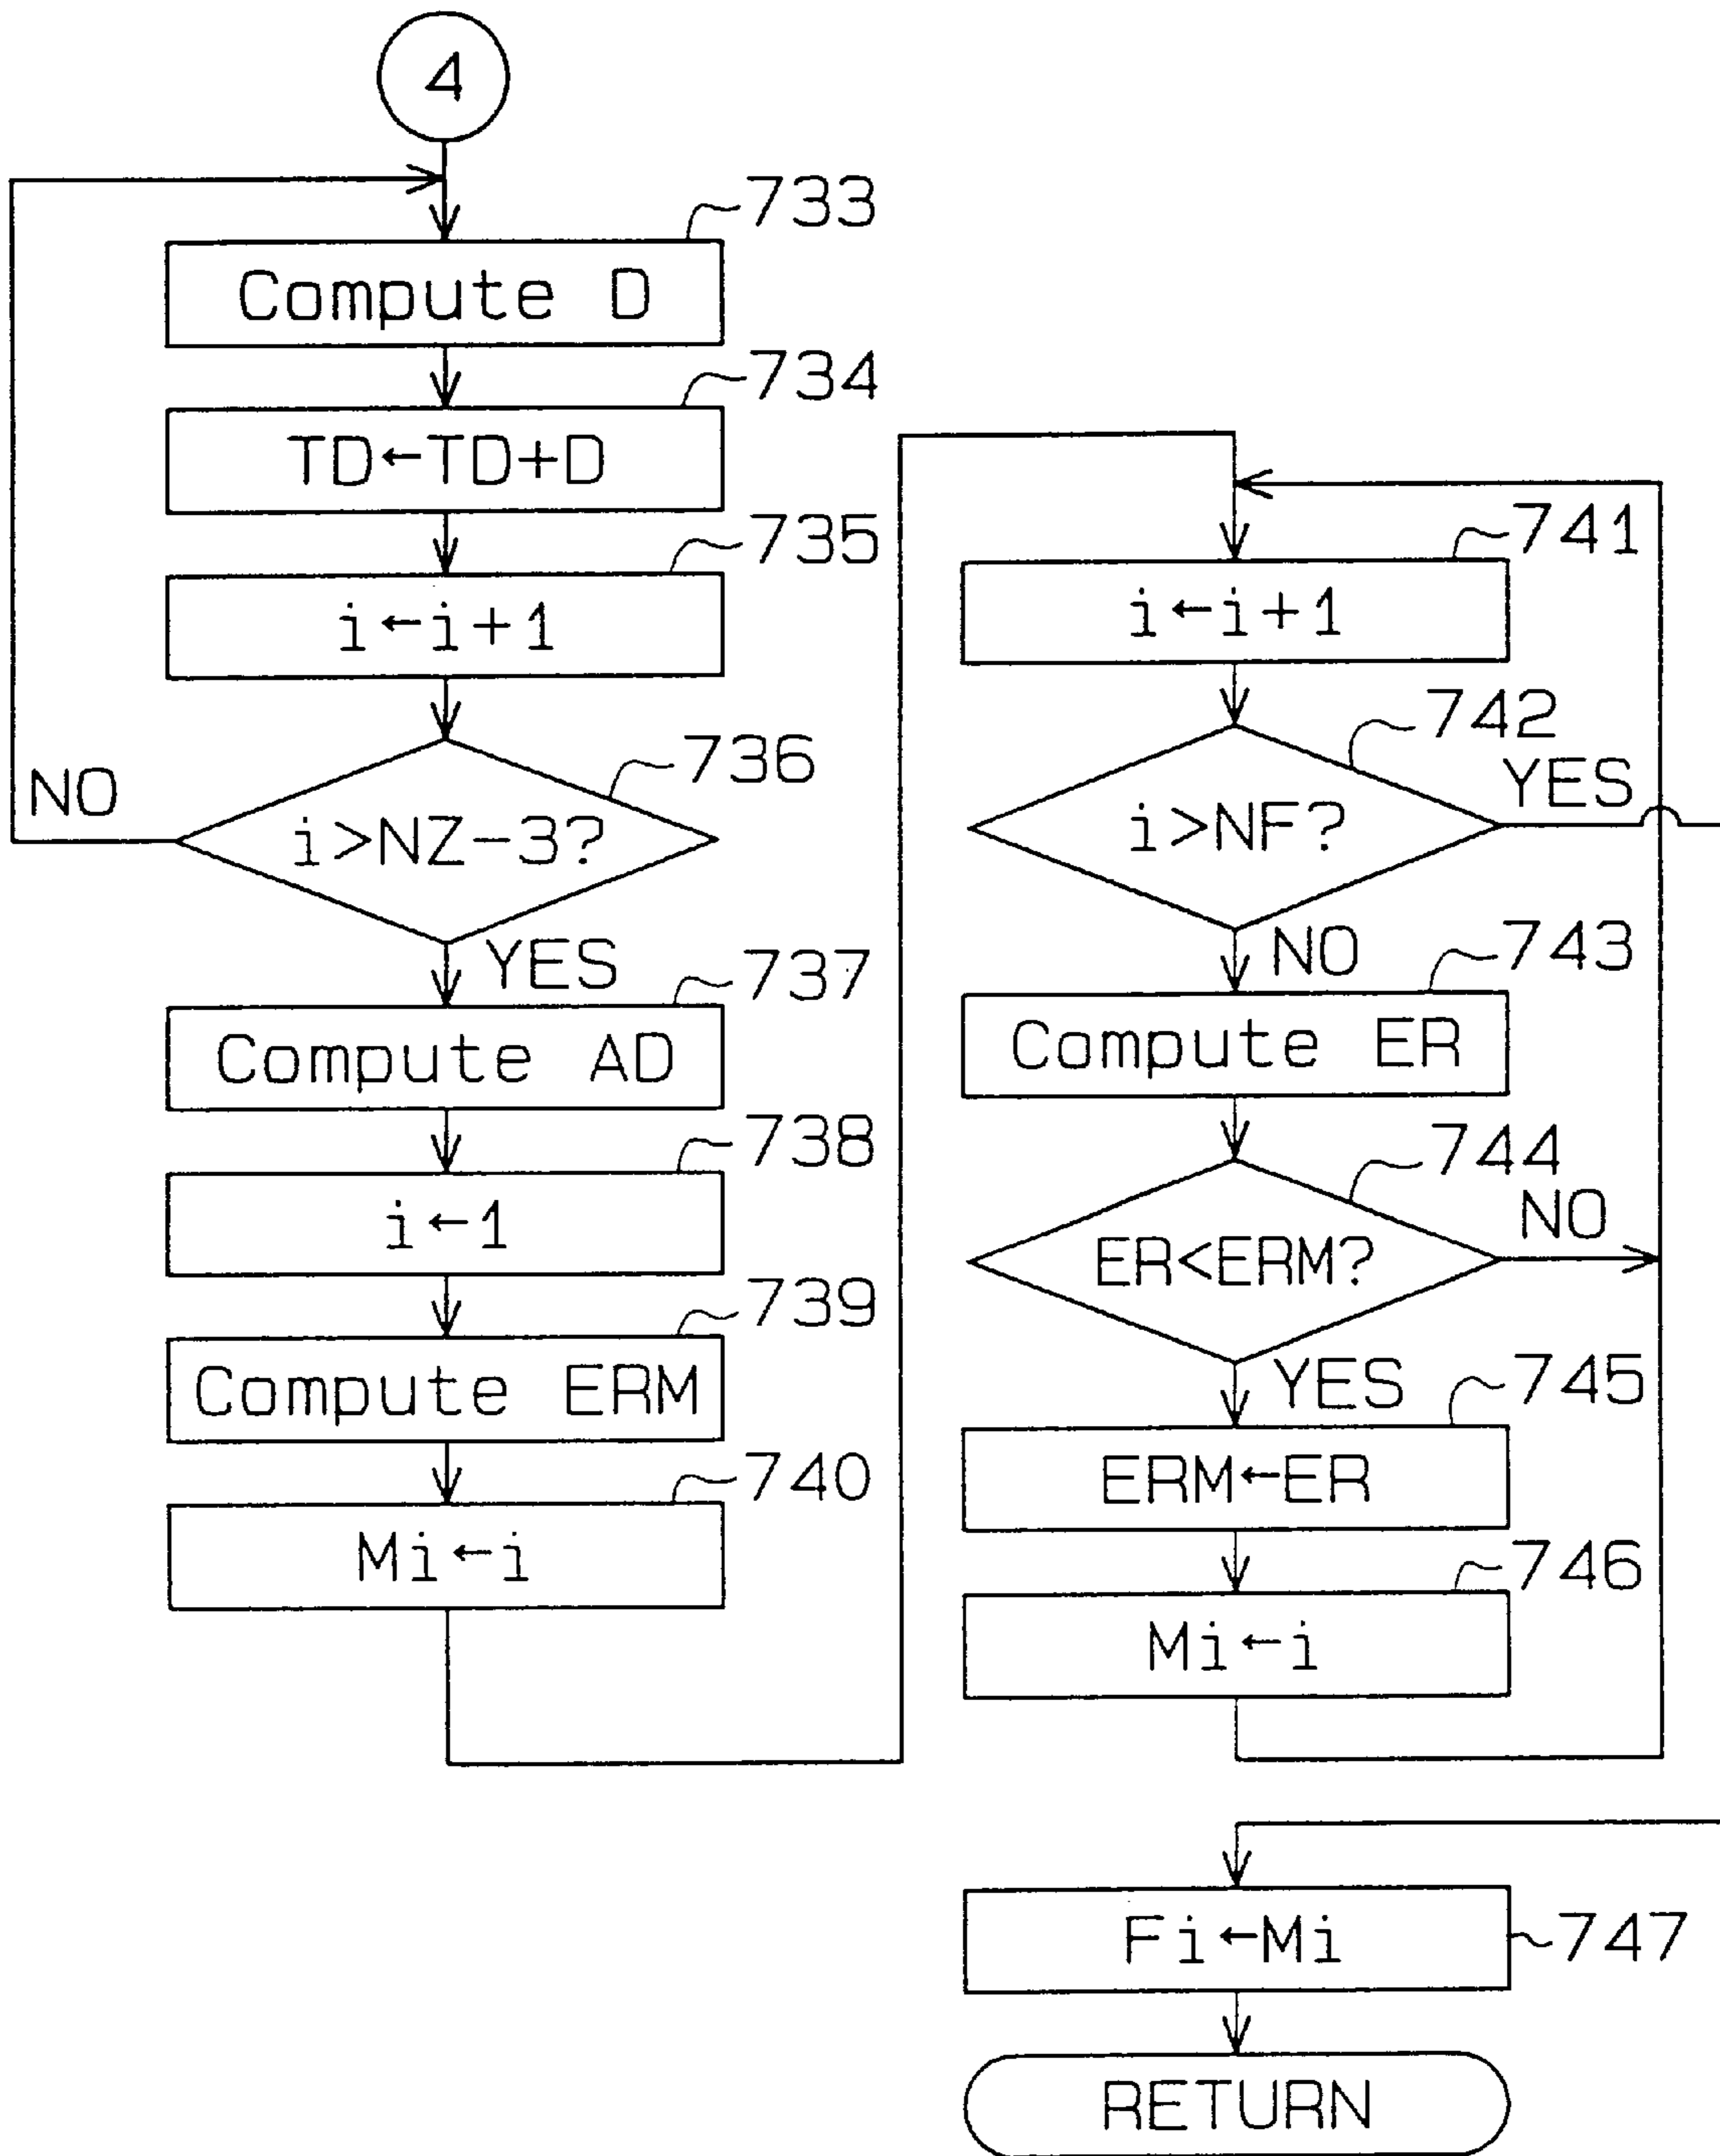 4
733
Compute D
734
TD←TD+D
735
i←i+1
736
NO
i>NZ-3?
YES
737
Compute AD
738
i←1
739
Compute ERM
740
Mi←i
741
i←i+1
742
YES
i>NF?
NO
743
Compute ER
744
NO
ER<ERM?
YES
745
ERM←ER
746
Mi←i
Fi←Mi
747
RETURN